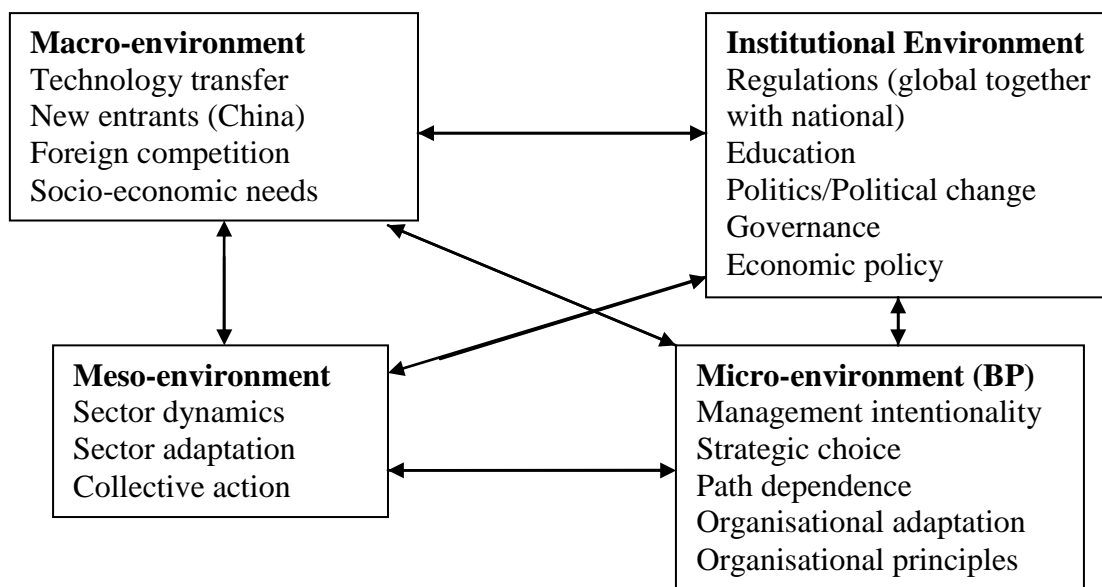 Macro-environment
Technology transfer
New entrants (China)
Foreign competition
Socio-economic needs
Institutional Environment
Regulations (global together
with national)
Education
Politics/Political change
Governance
Economic policy
Meso-environment
Sector dynamics
Sector adaptation
Collective action
Micro-environment (BP)
Management intentionality
Strategic choice
Path dependence
Organisational adaptation
Organisational principles